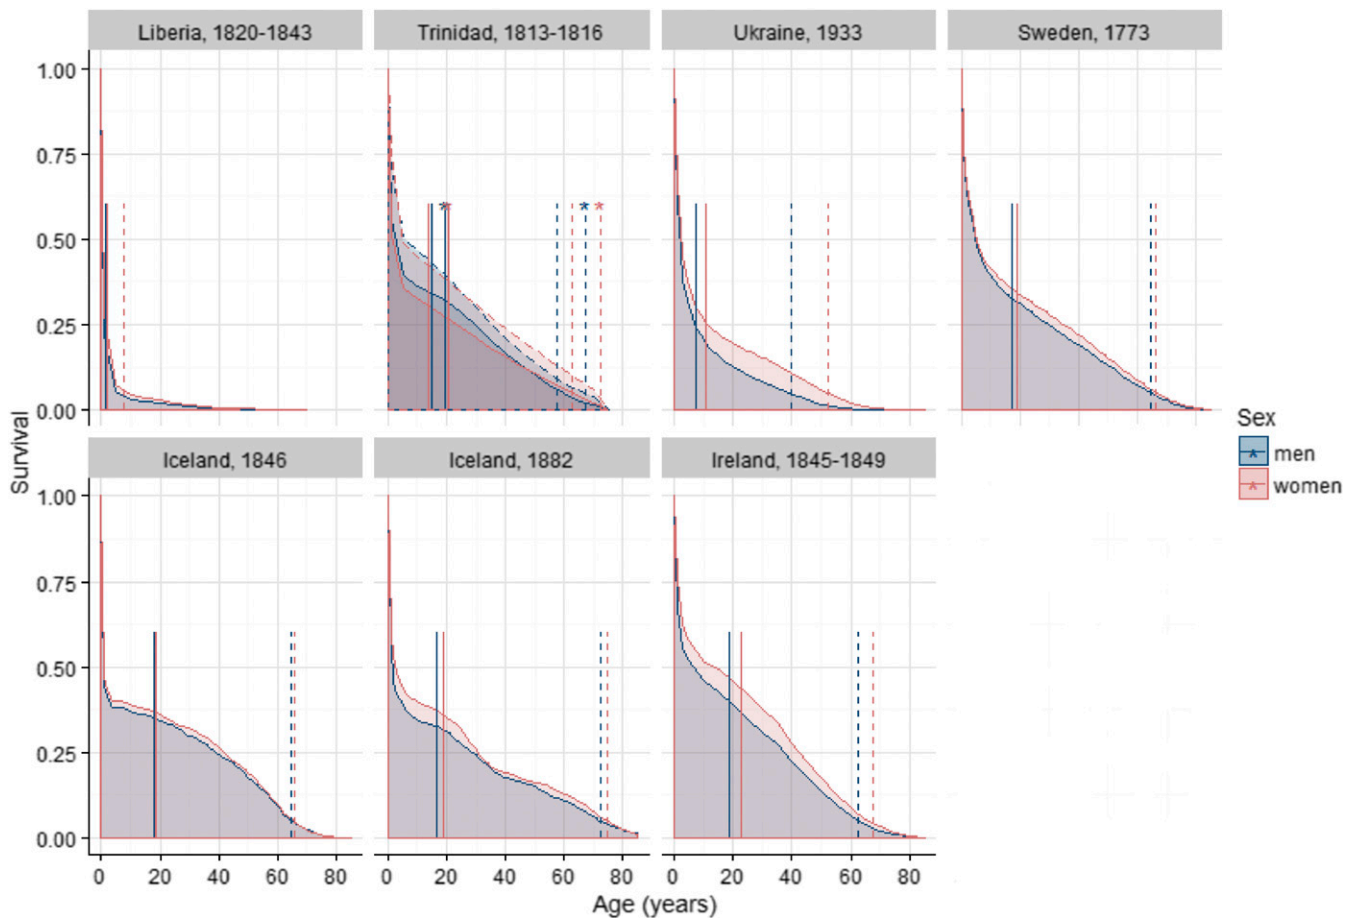 Liberia, 1820-1843 Trinidad, 1813-1816 Ukraine, 1933 Sweden, 1773
1.00
0.75
0.50
0.25
0.00
Survival
Sex
men
women
Iceland, 1846 Iceland, 1882 Ireland, 1845-1849
1.00
0.75
0.50
0.25
0.00
0 20 40 60 80 0 20 40 60 80 0 20 40 60 80
Age (years)